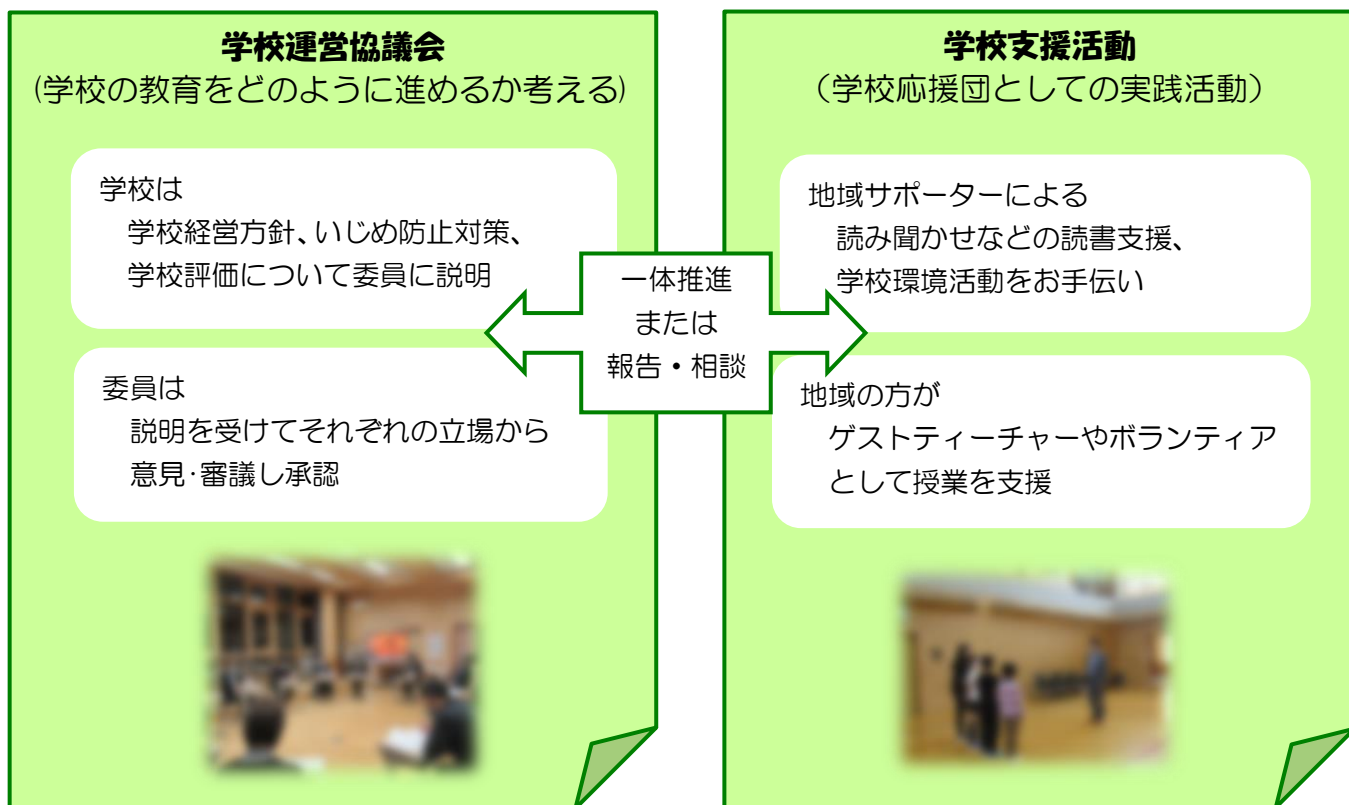 学校運営協議会
(学校の教育をどのように進めるか考える)
学校は
学校経営方針、いじめ防止対策、
学校評価について委員に説明
委員は
説明を受けてそれぞれの立場から
意見・審議し承認
一体推進
または
報告・相談
学校支援活動
（学校応援団としての実践活動）
地域サポーターによる
読み聞かせなどの読書支援、
学校環境活動をお手伝い
地域の方が
ゲストティーチャーやボランティア
として授業を支援